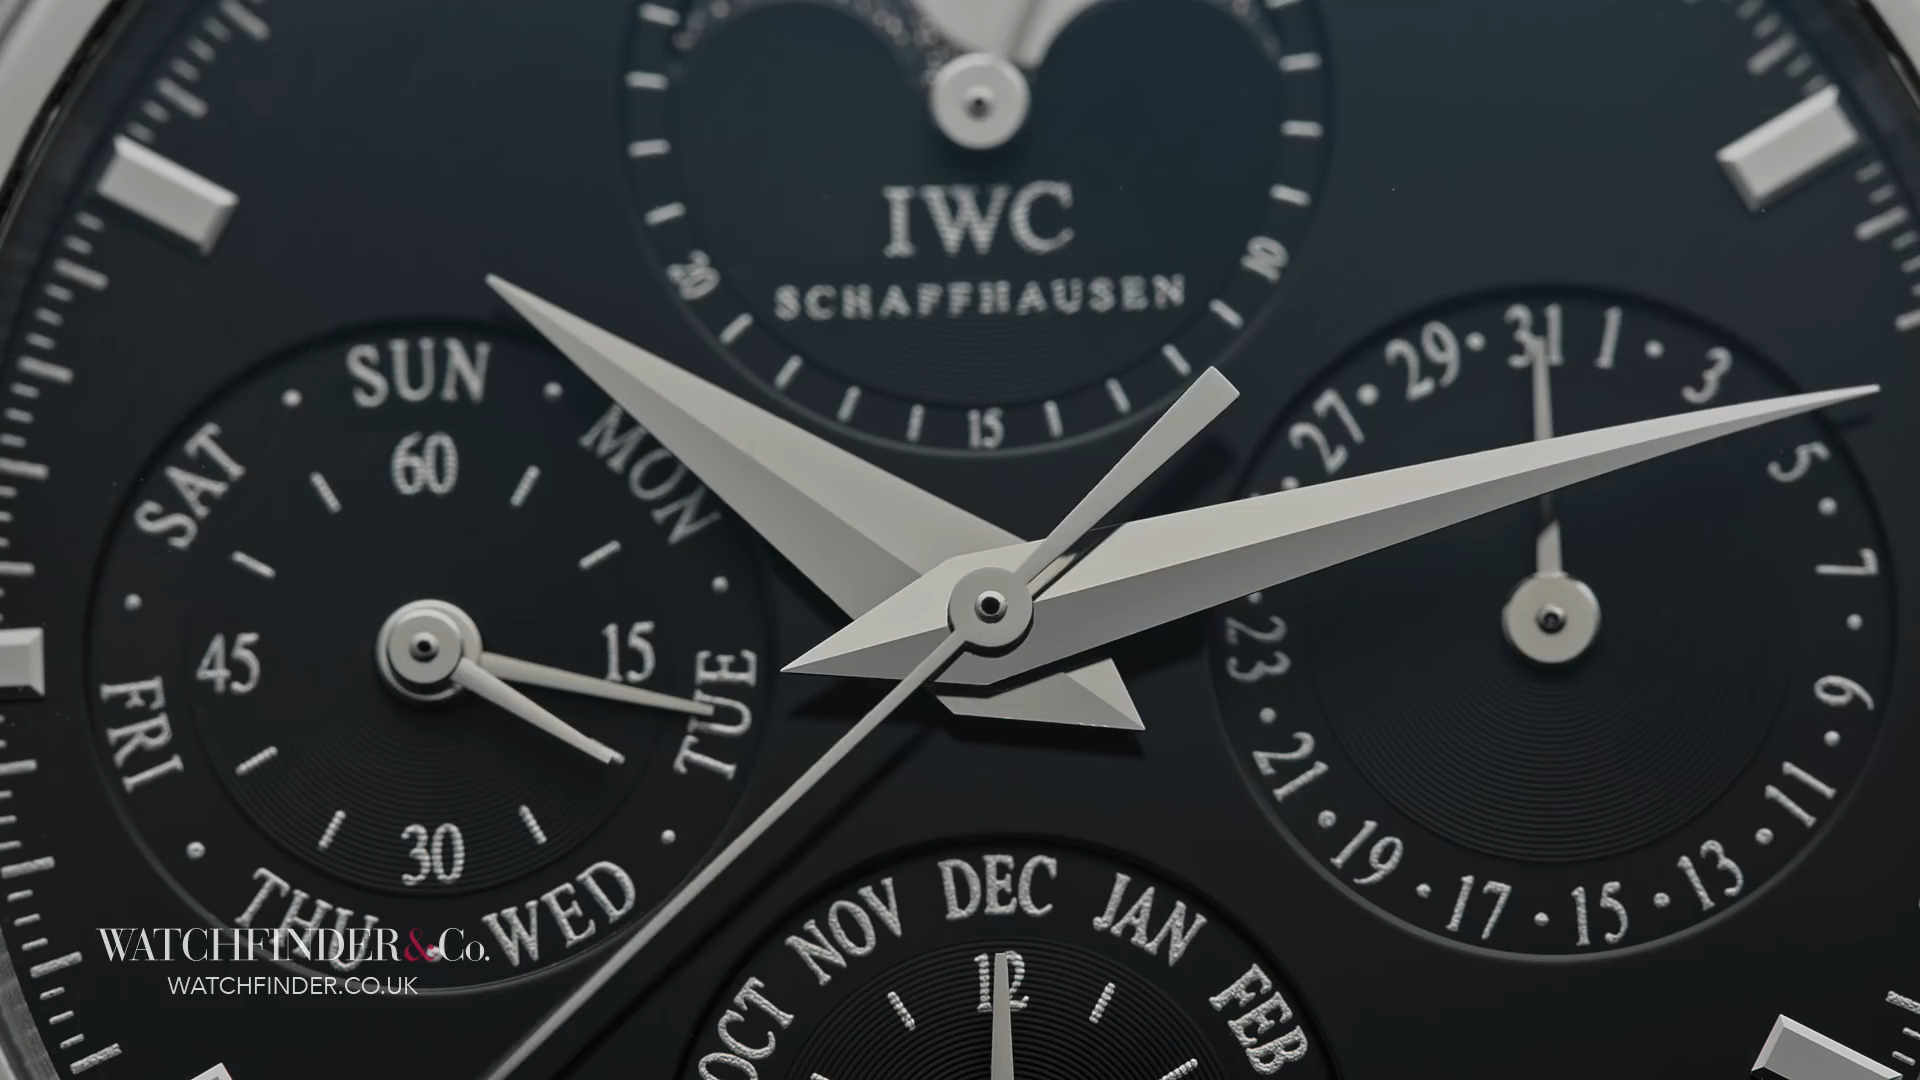 IWC
SCHAFFHAUSEN
20
15
10
SUN
MON
TUE
WED
THU
FRI
SAT
60
15
30
45
31
1
3
5
7
9
11
13
15
17
19
21
23
27
29
OCT
NOV
DEC
JAN
FEB
12
WATCHFINDER&Co.
WATCHFINDER.CO.UK